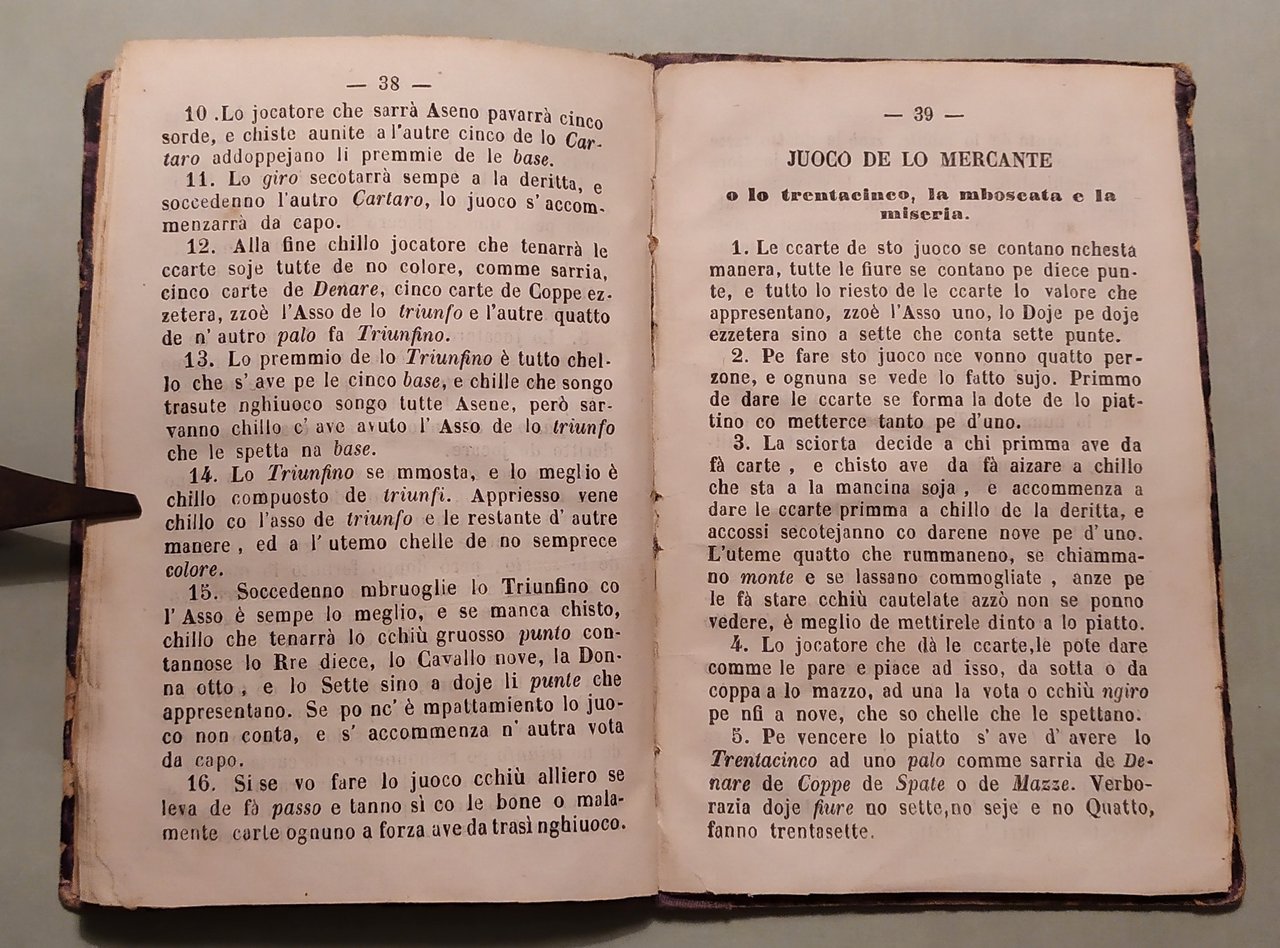 — 38 —
10 .Lo jocatore che sarrà Aseno pavarrà cinco
sorde, e chiste aunite a l'autre cinco de lo Car-
taro addoppejano li premmie de le base.
11. Lo giro secotarrà sempe a la deritta, e
soccedenno l'autro Cartaro, lo juoco s' accom-
menzarrà da capo.
12. Alla fine chillo jocatore che tenarrà le
ccarte soje tutte de no colore, comme sarria,
cinco carte de Denare, cinco carte de Coppe ez-
zetera, zzoè l'Asso de lo triunfo e l'autre quatto
de n' autro palo fa Triunfino.
13. Lo premmio de lo Triunfino è tutto chel-
lo che s' ave pe le cinco base, e chille che songo
trasute nghiuoco songo tutte Asene, però sar-
vanno chillo c' ave avuto l' Asso de lo triunfo
che le spetta na base.
14. Lo Triunfino se mmosta, e lo meglio è
chillo compuosto de triunfi. Appriesso vene
chillo co l'asso de triunfo e le restante d' autre
manere , ed a l' utemo chelle de no semprece
colore.
15. Soccedenno mbruoglie lo Triunfino co
l' Asso è sempe lo meglio, e se manca chisto,
chillo che tenarrà lo cchiù gruosso punto con-
tannose lo Rre diece, lo Cavallo nove, la Don-
na otto , e lo Sette sino a doje li punte che
appresentano. Se po nc' è mpattamiento lo juo-
co non conta, e s' accommenza n' autra vota
da capo.
16. Si se vo fare lo juoco cchiù alliero se
leva de fà passo e tanno sì co le bone o mala-
mente carte ognuno a forza ave da trasì nghiuoco.
— 39 —
JUOCO DE LO MERCANTE
o lo trentacinco, la mboscata e la
miseria.
1. Le ccarte de sto juoco se contano nchesta
manera, tutte le fiure se contano pe diece pun-
te, e tutto lo riesto de le ccarte lo valore che
appresentano, zzoè l'Asso uno, lo Doje pe doje
ezzetera sino a sette che conta sette punte.
2. Pe fare sto juoco nce vonno quatto per-
zone, e ognuna se vede lo fatto sujo. Primmo
de dare le ccarte se forma la dote de lo piat-
tino co metterce tanto pe d'uno.
3. La sciorta decide a chi primma ave da
fà carte , e chisto ave da fà aizare a chillo
che sta a la mancina soja , e accommenza a
dare le ccarte primma a chillo de la deritta, e
accossi secotejanno co darene nove pe d'uno.
L'uteme quatto che rummaneno, se chiamma-
no monte e se lassano commogliate , anze pe
le fà stare cchiù cautelate azzò non se ponno
vedere, è meglio de mettirele dinto a lo piatto.
4. Lo jocatore che dà le ccarte,le pote dare
comme le pare e piace ad isso, da sotta o da
coppa a lo mazzo, ad una la vota o cchiù ngiro
pe nfi a nove, che so chelle che le spettano.
5. Pe vencere lo piatto s' ave d' avere lo
Trentacinco ad uno palo comme sarria de De-
nare de Coppe de Spate o de Mazze. Verbo-
razia doje fiure no sette,no seje e no Quatto,
fanno trentasette.